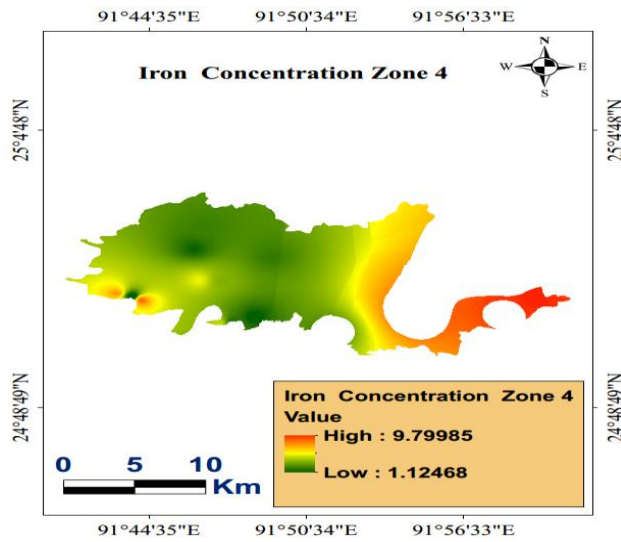 91°44'35"E 91°50'34"E 91°56'33"E
Iron Concentration Zone 4
N
W E
S
25°4'48"N 25°4'48"N
24°48'49"N 24°48'49"N
Iron Concentration Zone 4
Value
High : 9.79985
Low : 1.12468
0 5 10
Km
91°44'35"E 91°50'34"E 91°56'33"E